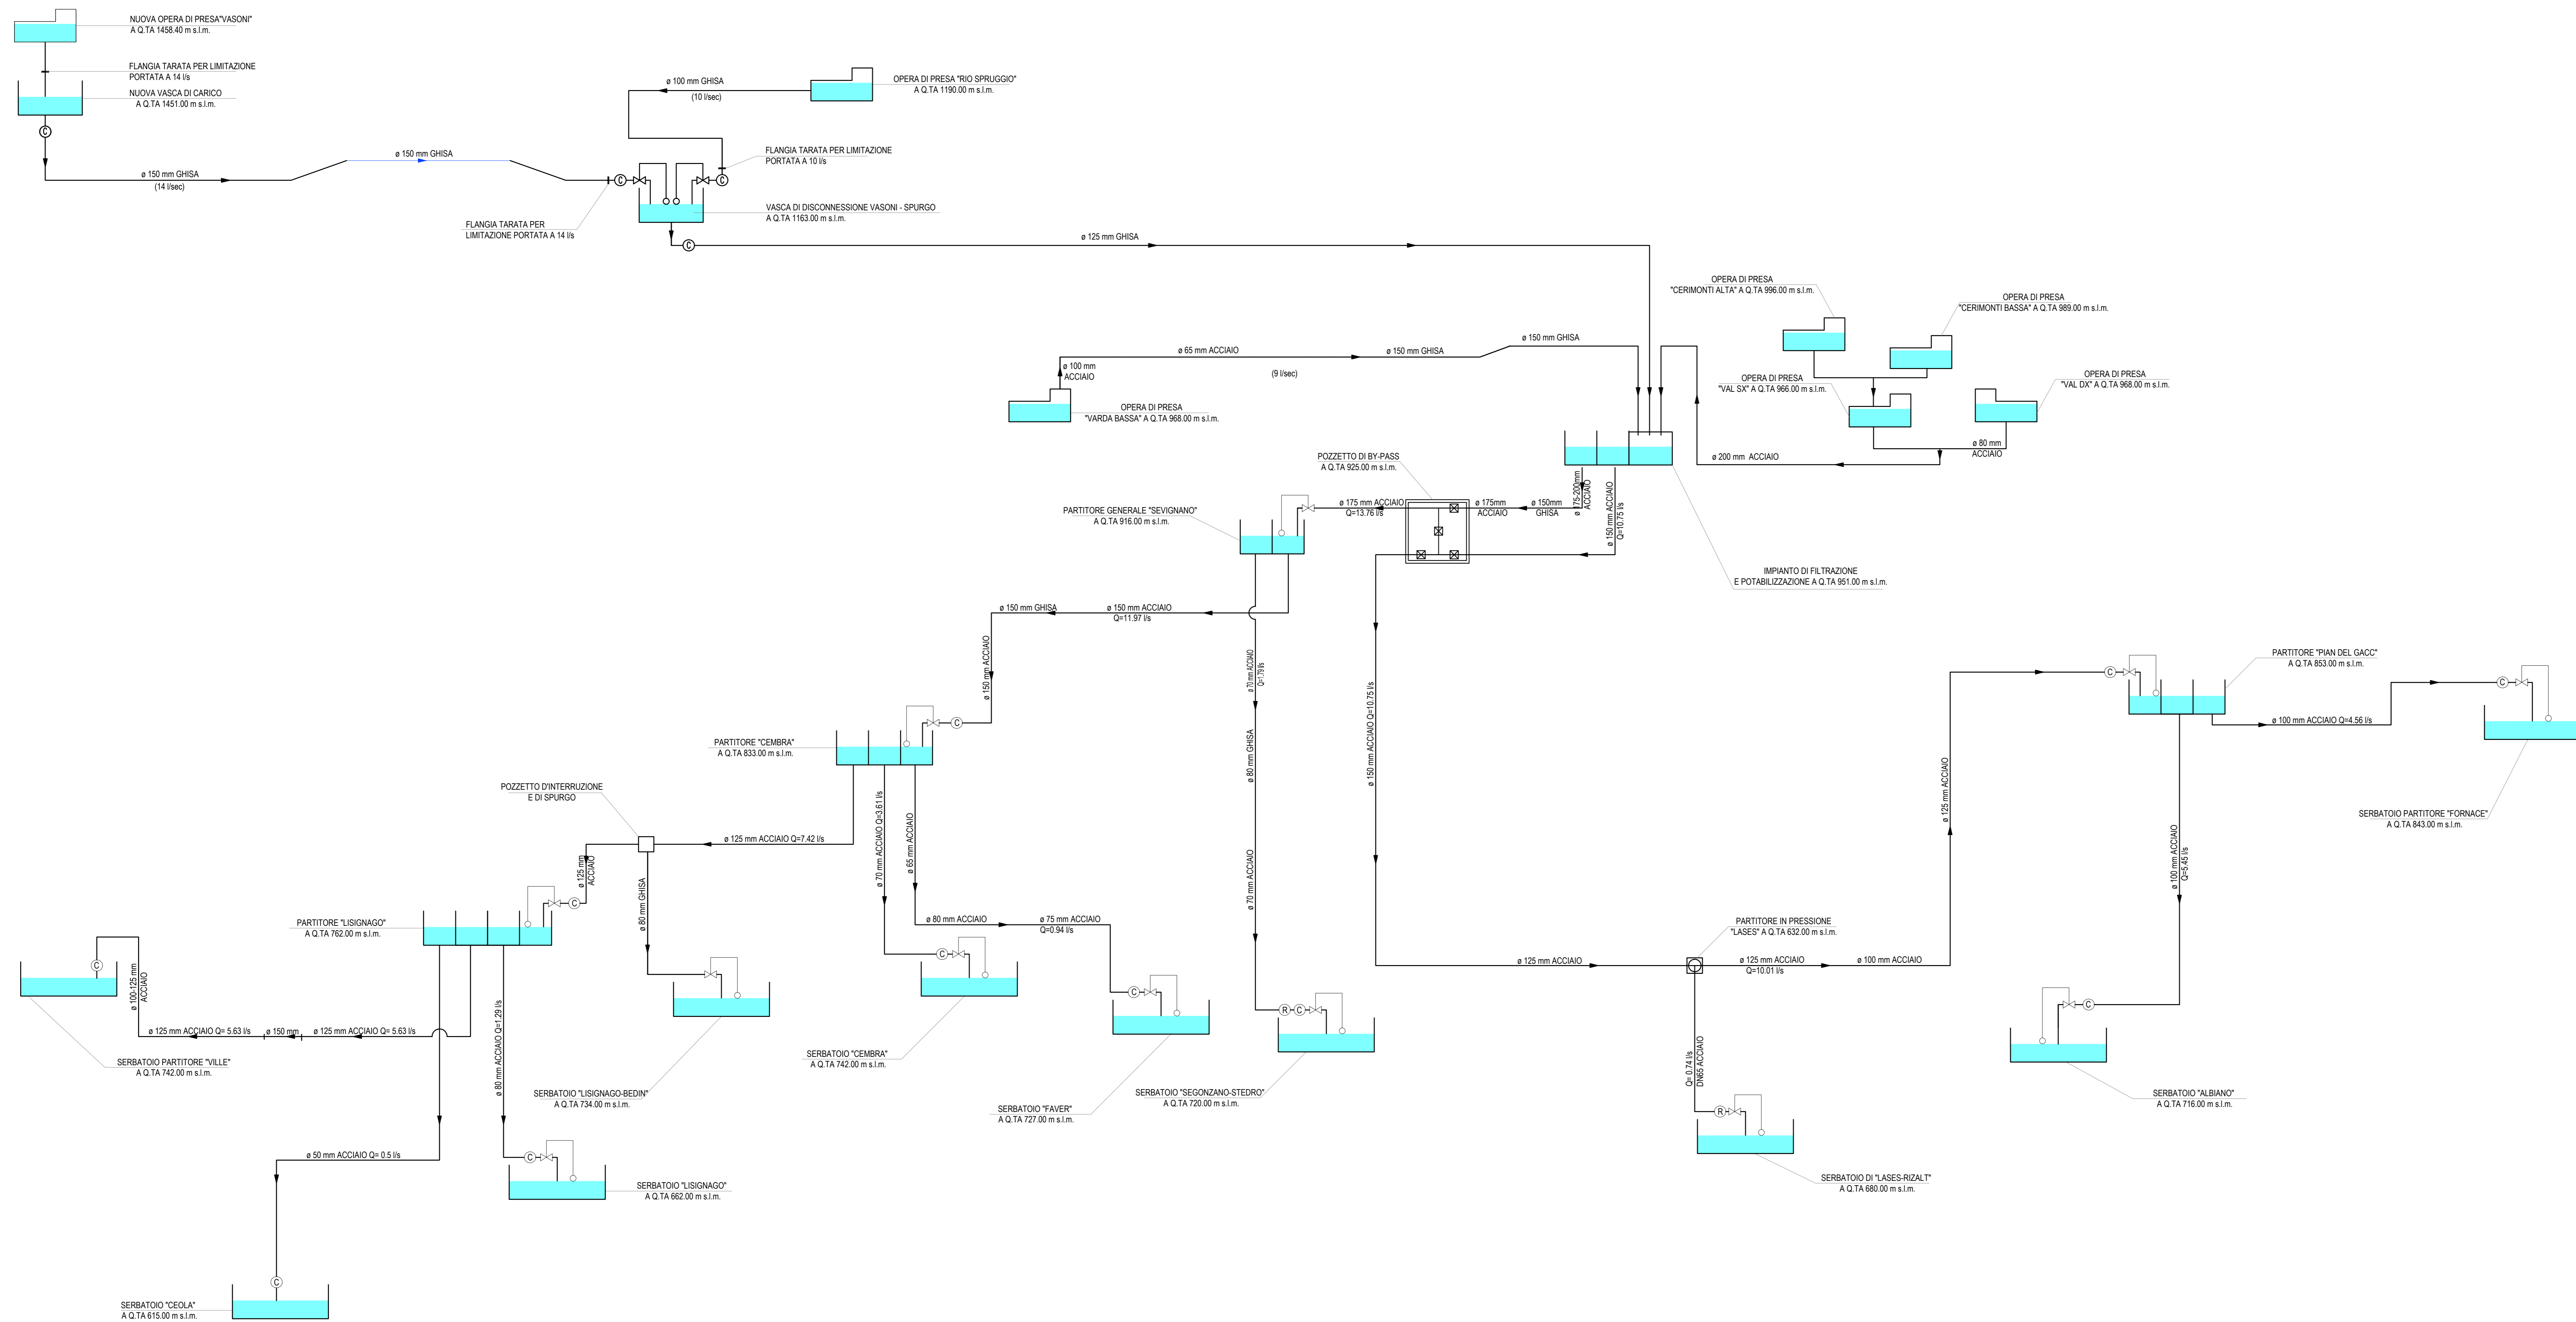 NUOVA OPERA DI PRESA"VASONI"
A Q.TA 1458.40 m s.l.m.
FLANGIA TARATA PER LIMITAZIONE
PORTATA A 14 l/s
NUOVA VASCA DI CARICO
A Q.TA 1451.00 m s.l.m.
C
ø 150 mm GHISA
(14 l/sec)
ø 150 mm GHISA
ø 100 mm GHISA
(10 l/sec)
OPERA DI PRESA "RIO SPRUGGIO"
A Q.TA 1190.00 m s.l.m.
FLANGIA TARATA PER LIMITAZIONE
PORTATA A 10 l/s
C
C
FLANGIA TARATA PER
LIMITAZIONE PORTATA A 14 l/s
VASCA DI DISCONNESSIONE VASONI - SPURGO
A Q.TA 1163.00 m s.l.m.
C
ø 125 mm GHISA
OPERA DI PRESA
"CERIMONTI ALTA" A Q.TA 996.00 m s.l.m.
OPERA DI PRESA
"CERIMONTI BASSA" A Q.TA 989.00 m s.l.m.
OPERA DI PRESA
"VAL SX" A Q.TA 966.00 m s.l.m.
OPERA DI PRESA
"VAL DX" A Q.TA 968.00 m s.l.m.
ø 80 mm
ACCIAIO
ø 200 mm  ACCIAIO
ø 65 mm ACCIAIO
ø 150 mm GHISA
ø 150 mm GHISA
(9 l/sec)
ø 100 mm
ACCIAIO
OPERA DI PRESA
"VARDA BASSA" A Q.TA 968.00 m s.l.m.
POZZETTO DI BY-PASS
A Q.TA 925.00 m s.l.m.
ø 175-200mm
ACCIAIO
ø 150 mm ACCIAIO
Q=10.75 l/s
ø 175 mm ACCIAIO
Q=13.76 l/s
ø 175mm
ACCIAIO
ø 150mm
GHISA
PARTITORE GENERALE "SEVIGNANO"
A Q.TA 916.00 m s.l.m.
IMPIANTO DI FILTRAZIONE
E POTABILIZZAZIONE A Q.TA 951.00 m s.l.m.
ø 150 mm GHISA
ø 150 mm ACCIAIO
Q=11.97 l/s
ø 150 mm ACCIAIO
ø 70 mm ACCIAIO
Q=1.79 l/s
ø 80 mm GHISA
ø 70 mm ACCIAIO
ø 150 mm ACCIAIO Q=10.75 l/s
C
PARTITORE "PIAN DEL GACC"
A Q.TA 853.00 m s.l.m.
C
ø 100 mm ACCIAIO Q=4.56 l/s
SERBATOIO PARTITORE "FORNACE"
A Q.TA 843.00 m s.l.m.
ø 125 mm ACCIAIO
ø 100 mm ACCIAIO
Q=5.45 l/s
C
PARTITORE "CEMBRA"
A Q.TA 833.00 m s.l.m.
POZZETTO D'INTERRUZIONE
E DI SPURGO
ø 125 mm ACCIAIO Q=7.42 l/s
ø 70 mm ACCIAIO Q=3.61 l/s
ø 65 mm ACCIAIO
ø 125 mm
ACCIAIO
ø 80 mm GHISA
C
PARTITORE "LISIGNAGO"
A Q.TA 762.00 m s.l.m.
ø 80 mm ACCIAIO
ø 75 mm ACCIAIO
Q=0.94 l/s
C
C
C
ø 100-125 mm
ACCIAIO
ø 125 mm ACCIAIO Q= 5.63 l/s
ø 150 mm
ø 125 mm ACCIAIO Q= 5.63 l/s
ø 80 mm ACCIAIO Q=1.29 l/s
SERBATOIO PARTITORE "VILLE"
A Q.TA 742.00 m s.l.m.
SERBATOIO "LISIGNAGO-BEDIN"
A Q.TA 734.00 m s.l.m.
SERBATOIO "CEMBRA"
A Q.TA 742.00 m s.l.m.
SERBATOIO "FAVER"
A Q.TA 727.00 m s.l.m.
R
C
SERBATOIO "SEGONZANO-STEDRO"
A Q.TA 720.00 m s.l.m.
PARTITORE IN PRESSIONE
"LASES" A Q.TA 632.00 m s.l.m.
ø 125 mm ACCIAIO
ø 125 mm ACCIAIO
Q=10.01 l/s
ø 100 mm ACCIAIO
Q= 0.74 l/s
DN65 ACCIAIO
R
SERBATOIO DI "LASES-RIZALT"
A Q.TA 680.00 m s.l.m.
C
SERBATOIO "ALBIANO"
A Q.TA 716.00 m s.l.m.
ø 50 mm ACCIAIO Q= 0.5 l/s
C
SERBATOIO "LISIGNAGO"
A Q.TA 662.00 m s.l.m.
C
SERBATOIO "CEOLA"
A Q.TA 615.00 m s.l.m.